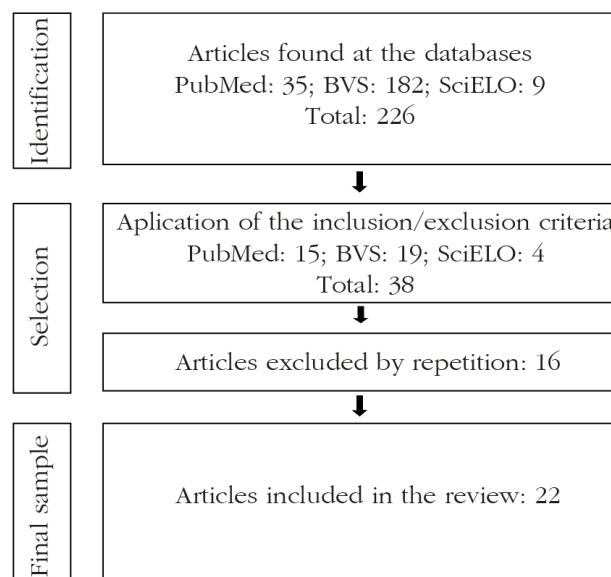 Identification
Articles found at the databases
PubMed: 35; BVS: 182; SciELO: 9
Total: 226
Selection
Aplication of the inclusion/exclusion criteria
PubMed: 15; BVS: 19; SciELO: 4
Total: 38
Articles excluded by repetition: 16
Final sample
Articles included in the review: 22